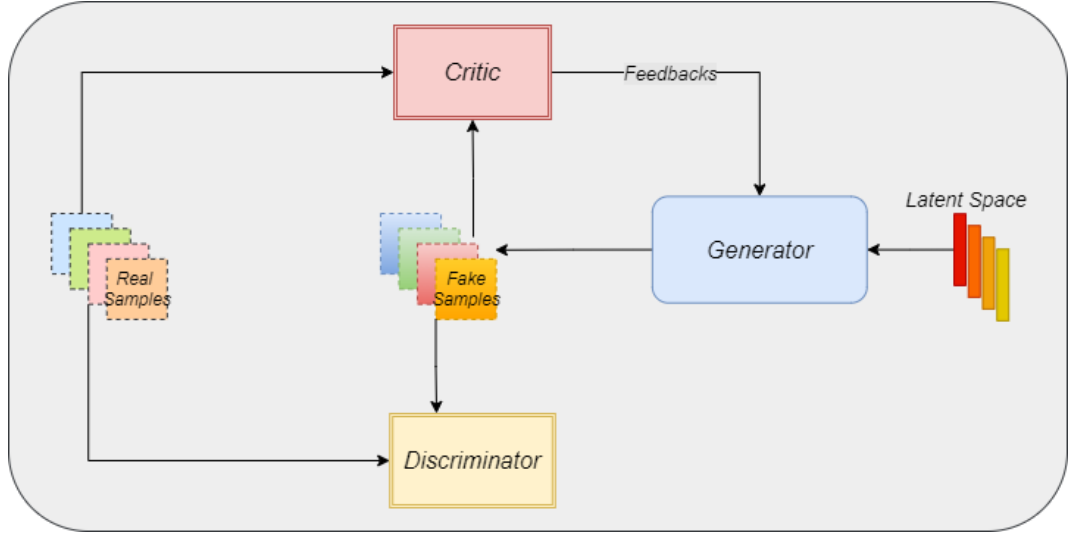 Critic
Feedbacks
Latent Space
Real
Samples
Fake
Samples
Generator
Discriminator